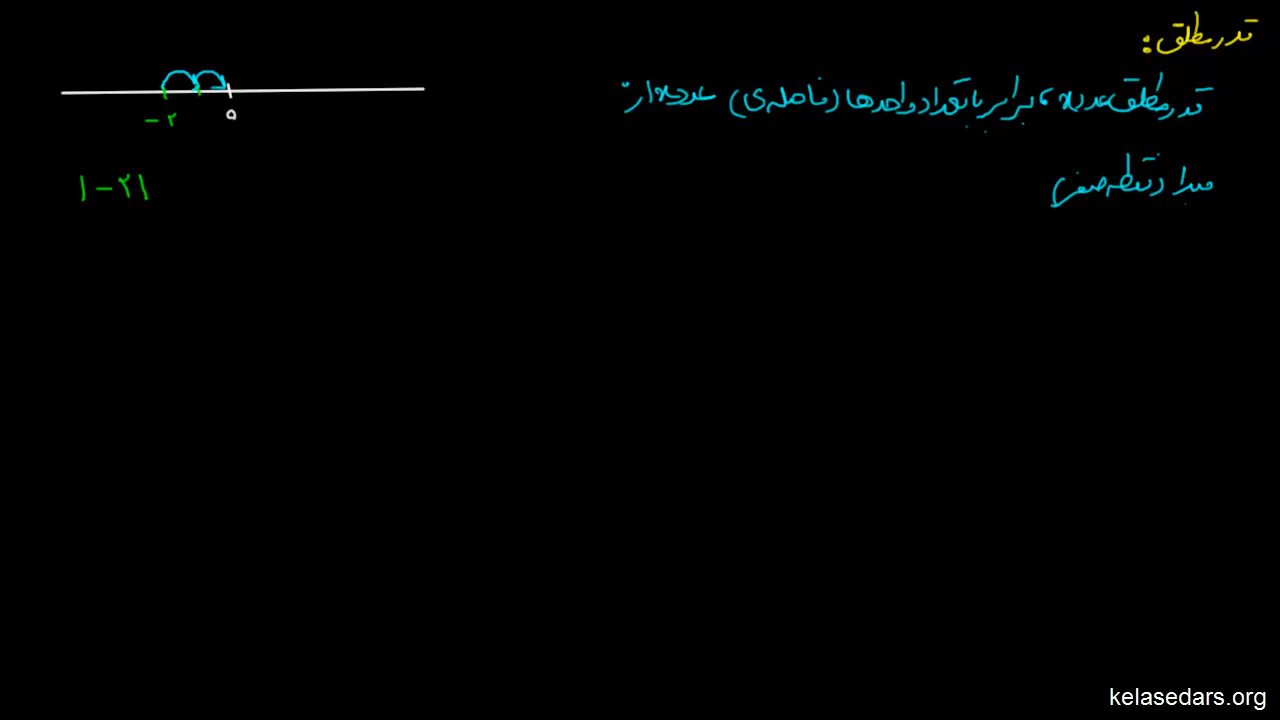 قدر مطلق :
قدر مطلق عدد x ، برابر با تعداد واحدها (فاصله ی) عدد x از
مبدا (نقطه صفر)
-۲ ۰
|-۲|
kelasedars.org